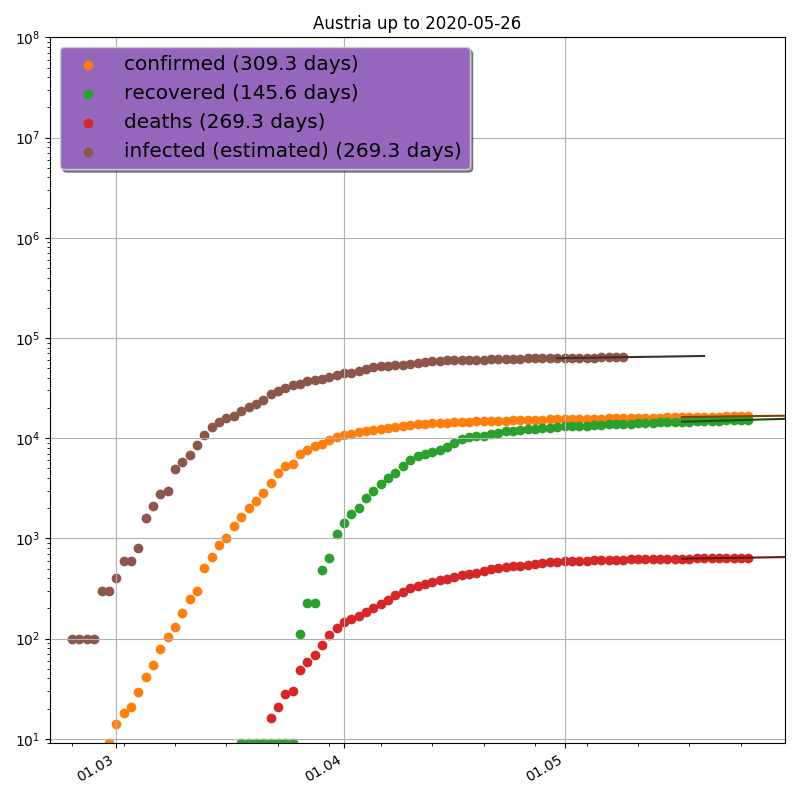 Austria up to 2020-05-26
confirmed (309.3 days)
recovered (145.6 days)
deaths (269.3 days)
infected (estimated) (269.3 days)
10^8
10^7
10^6
10^5
10^4
10^3
10^2
10^1
01.03
01.04
01.05